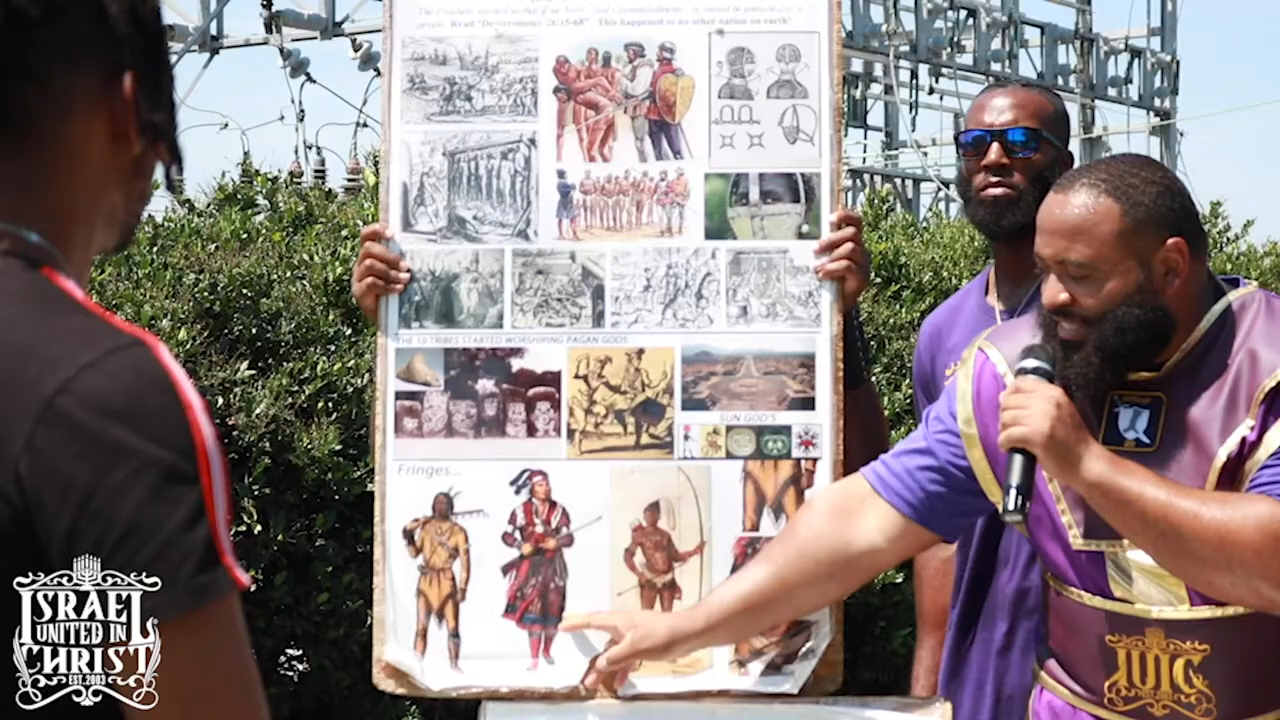 proper. Read "Deuteronomy 28:15-68" This happened to no other nation on earth!
THE 10 TRIBES STARTED WORSHIPING PAGAN GODS
SUN GOD'S
Fringes...
ISRAEL
UNITED IN
CHRIST
EST. 2003
IUIC